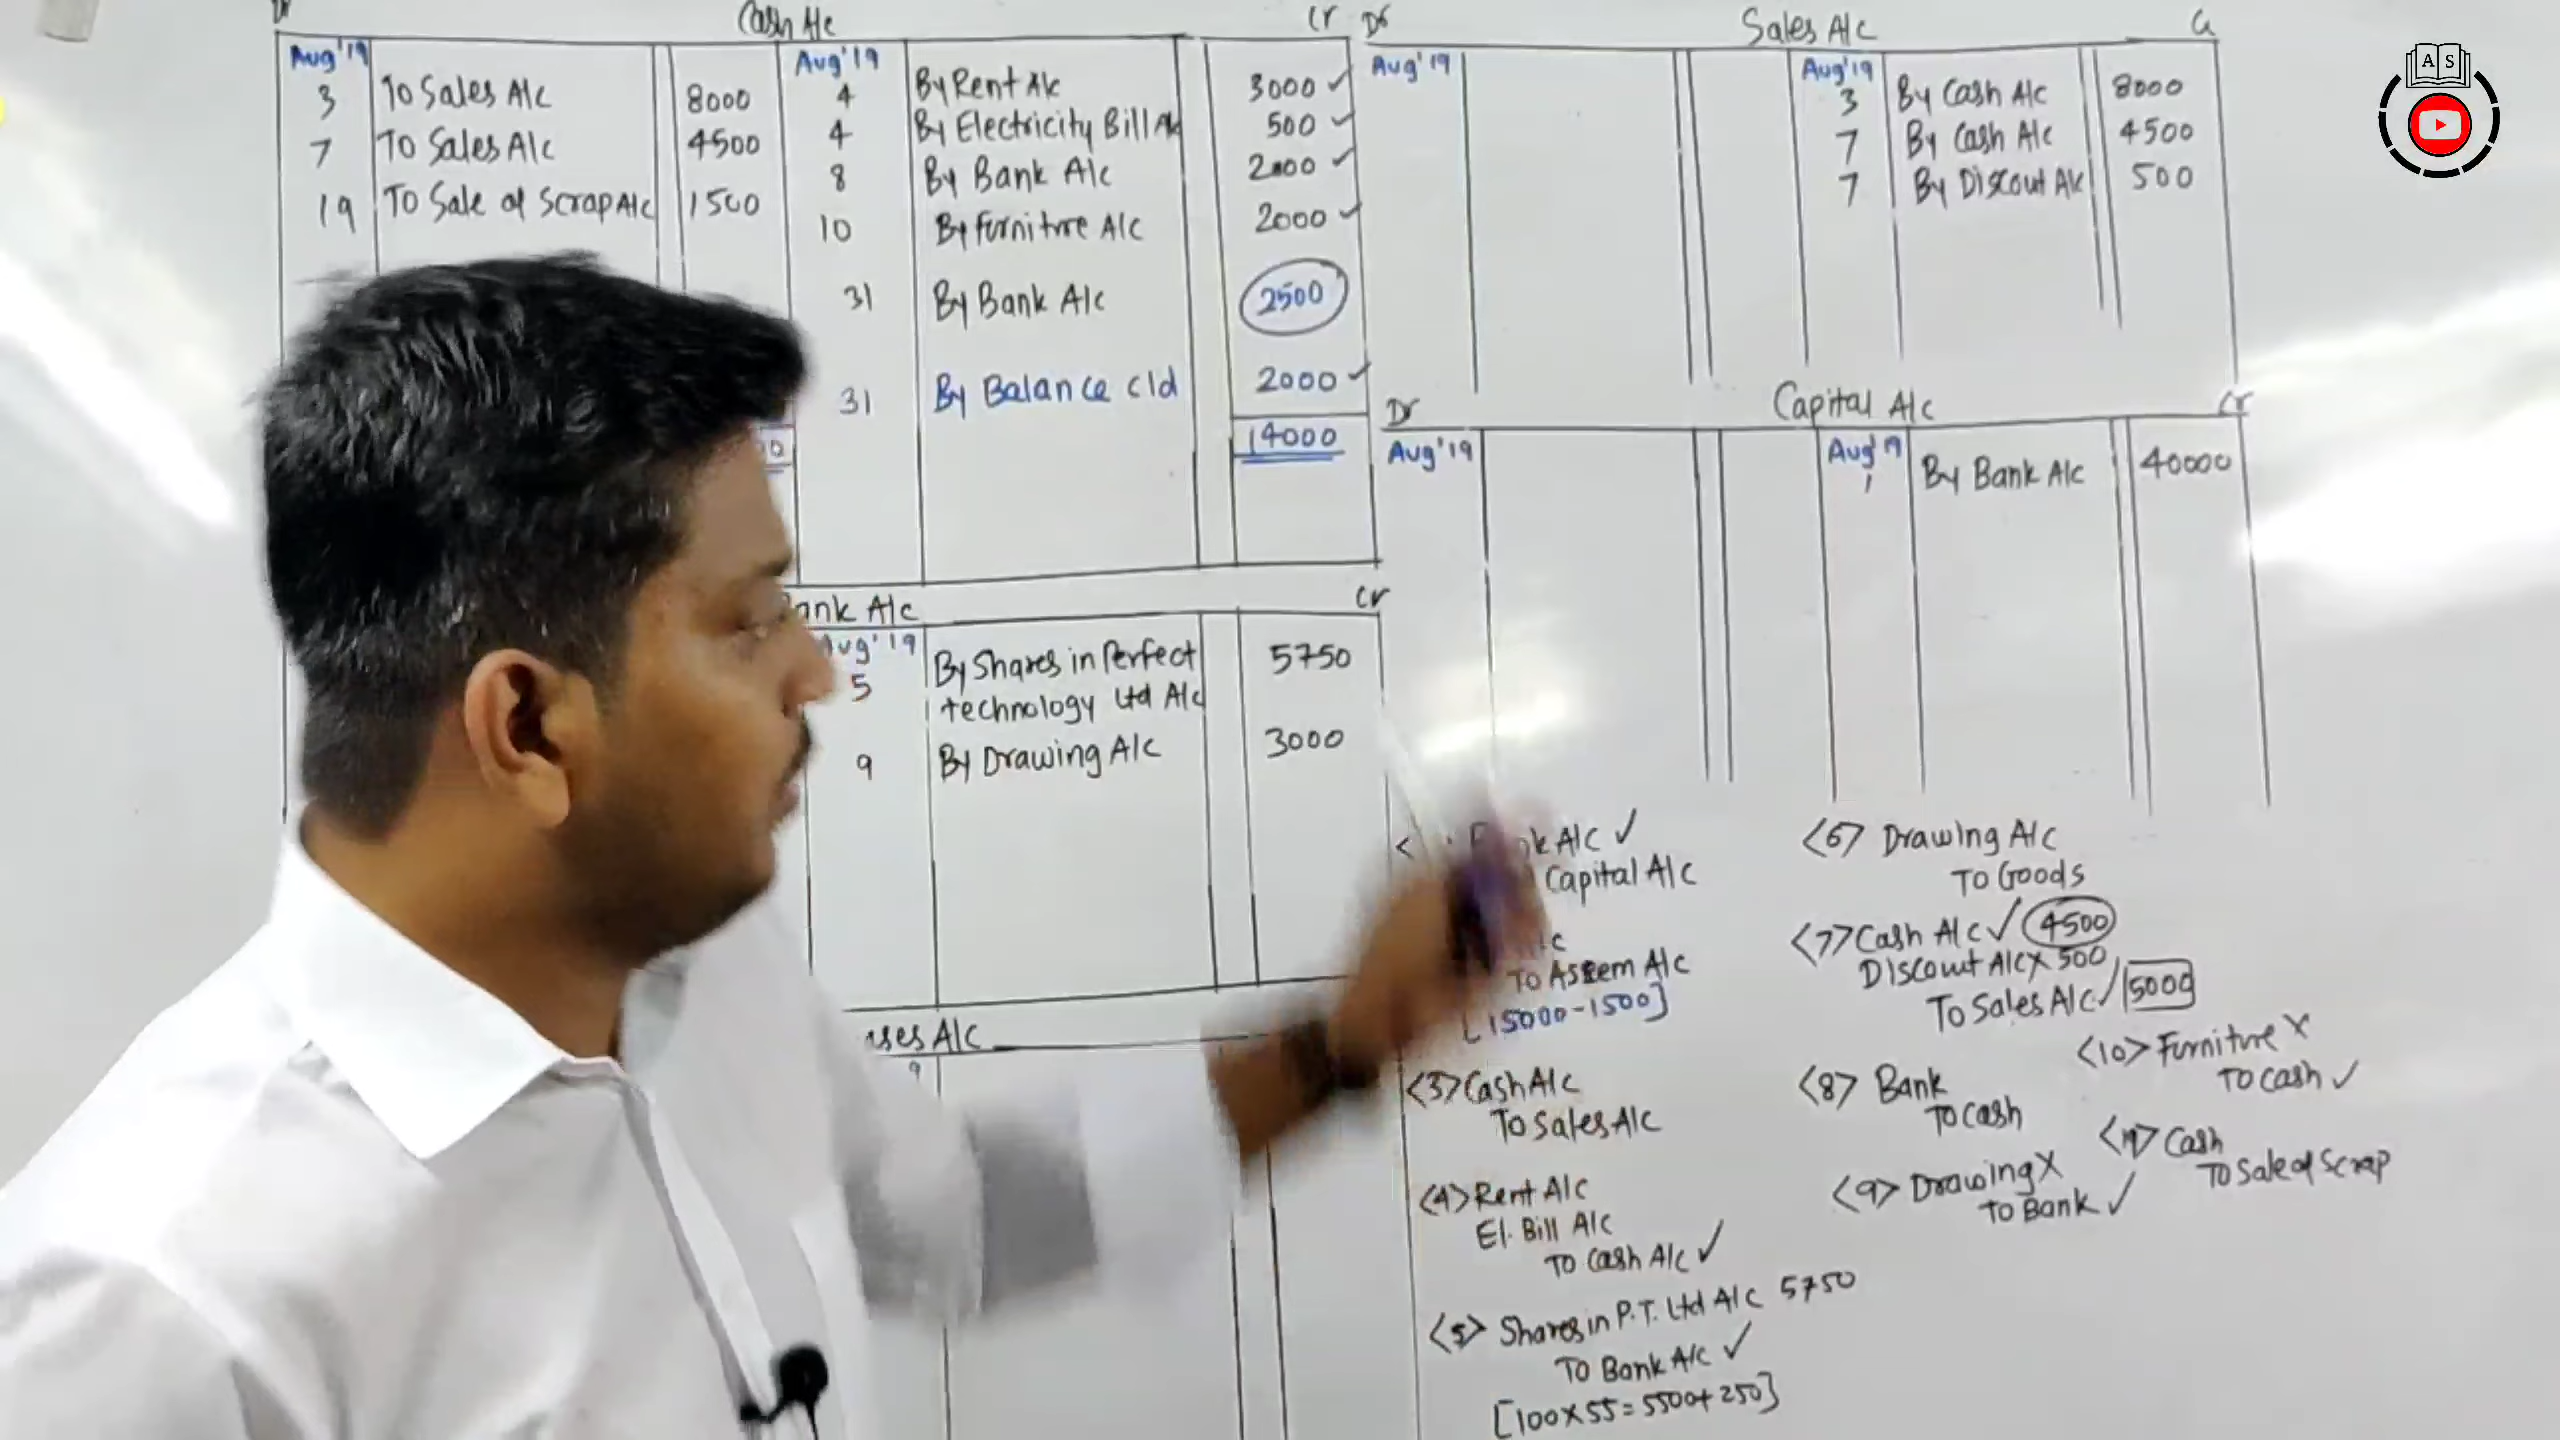 Dr Cash A/c Cr
Aug'19 Aug'19
3 To Sales A/c 8000 4 By Rent A/c 3000 ✓
7 To Sales A/c 4500 4 By Electricity Bill A/c 500 ✓
19 To Sale of Scrap A/c 1500 8 By Bank A/c 2000 ✓
10 By Furniture A/c 2000 ✓
31 By Bank A/c 2500
31 By Balance c/d 2000 ✓
14000
Dr Sales A/c Cr
Aug'19 Aug'19
3 By Cash A/c 8000
7 By Cash A/c 4500
7 By Discout A/c 500
Dr Capital A/c Cr
Aug'19 Aug'19
1 By Bank A/c 40000
ank A/c Cr
Aug'19
5 By Shares in Perfect 5750
technology Ltd A/c
9 By Drawing A/c 3000
ases A/c
9
k A/c ✓
Capital A/c
To Aseem A/c
[15000-1500]
<3> Cash A/c
To Sales A/c
<4> Rent A/c
El. Bill A/c
To Cash A/c ✓
<5> Shares in P.T. Ltd A/c 5750
To Bank A/c ✓
[100x55=5500+250]
<6> Drawing A/c
To Goods
<7> Cash A/c ✓ 4500
Discout A/c x 500
To Sales A/c ✓ 5000
<8> Bank
To Cash
<9> Drawing X
To Bank ✓
<10> Furniture X
To Cash ✓
Cash
To Sale of Scrap
A S